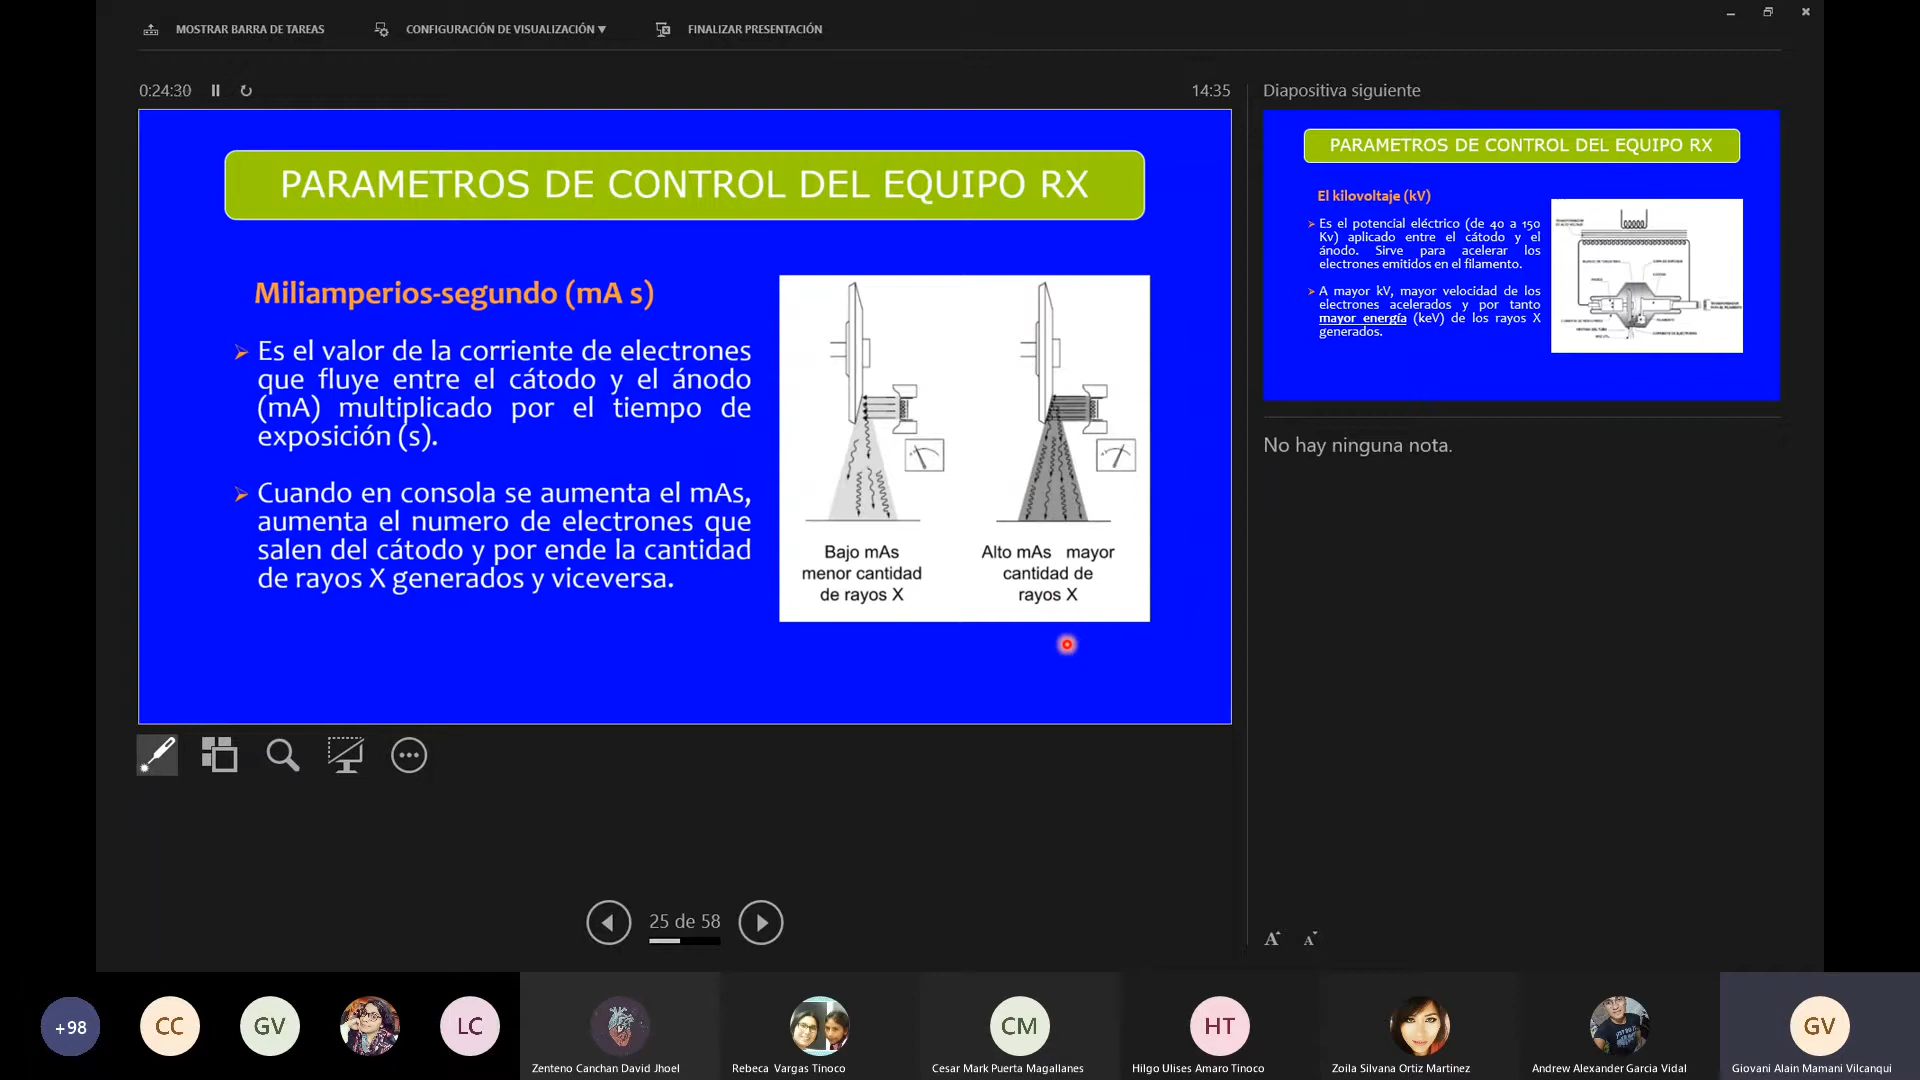 MOSTRAR BARRA DE TAREAS
CONFIGURACIÓN DE VISUALIZACIÓN ▼
FINALIZAR PRESENTACIÓN
0:24:30
14:35
PARAMETROS DE CONTROL DEL EQUIPO RX
Miliamperios-segundo (mA s)
Es el valor de la corriente de electrones
que fluye entre el cátodo y el ánodo
(mA) multiplicado por el tiempo de
exposición (s).
Cuando en consola se aumenta el mAs,
aumenta el numero de electrones que
salen del cátodo y por ende la cantidad
de rayos X generados y viceversa.
Bajo mAs
menor cantidad
de rayos X
Alto mAs mayor
cantidad de
rayos X
25 de 58
Diapositiva siguiente
PARAMETROS DE CONTROL DEL EQUIPO RX
El kilovoltaje (kV)
Es el potencial eléctrico (de 40 a 150
Kv) aplicado entre el cátodo y el
ánodo. Sirve para acelerar los
electrones emitidos en el filamento.
A mayor kV, mayor velocidad de los
electrones acelerados y por tanto
mayor energía (keV) de los rayos X
generados.
No hay ninguna nota.
A A
+98
CC
GV
LC
Zenteno Canchan David Jhoel
Rebeca Vargas Tinoco
CM
Cesar Mark Puerta Magallanes
HT
Hilgo Ulises Amaro Tinoco
Zoila Silvana Ortiz Martinez
Andrew Alexander Garcia Vidal
GV
Giovani Alain Mamani Vilcanqui